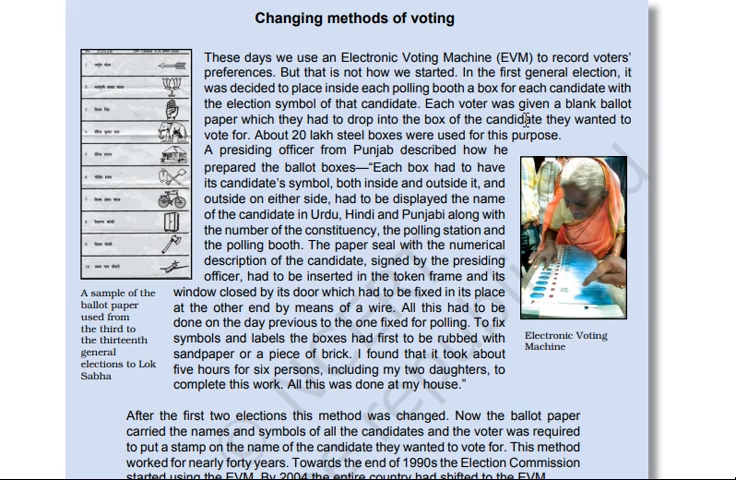 Changing methods of voting
These days we use an Electronic Voting Machine (EVM) to record voters'
preferences. But that is not how we started. In the first general election, it
was decided to place inside each polling booth a box for each candidate with
the election symbol of that candidate. Each voter was given a blank ballot
paper which they had to drop into the box of the candidate they wanted to
vote for. About 20 lakh steel boxes were used for this purpose.
A presiding officer from Punjab described how he
prepared the ballot boxes—“Each box had to have
its candidate's symbol, both inside and outside it, and
outside on either side, had to be displayed the name
of the candidate in Urdu, Hindi and Punjabi along with
the number of the constituency, the polling station and
the polling booth. The paper seal with the numerical
description of the candidate, signed by the presiding
officer, had to be inserted in the token frame and its
window closed by its door which had to be fixed in its place
at the other end by means of a wire. All this had to be
done on the day previous to the one fixed for polling. To fix
symbols and labels the boxes had first to be rubbed with
sandpaper or a piece of brick. I found that it took about
five hours for six persons, including my two daughters, to
complete this work. All this was done at my house.”
A sample of the
ballot paper
used from
the third to
the thirteenth
general
elections to Lok
Sabha
Electronic Voting
Machine
After the first two elections this method was changed. Now the ballot paper
carried the names and symbols of all the candidates and the voter was required
to put a stamp on the name of the candidate they wanted to vote for. This method
worked for nearly forty years. Towards the end of 1990s the Election Commission
started using the EVM. By 2004 the entire country had shifted to the EVM.
© NCERT